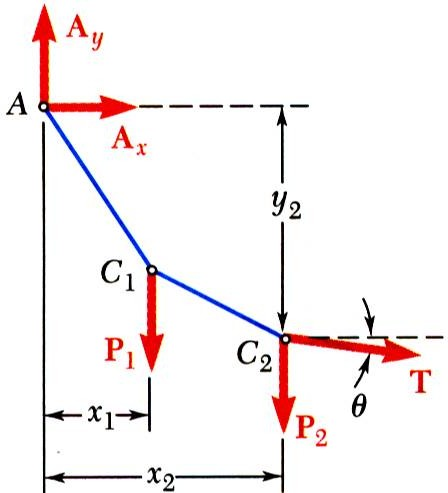 A_y
A
A_x
y_2
C_1
P_1
C_2
T
θ
x_1
P_2
x_2